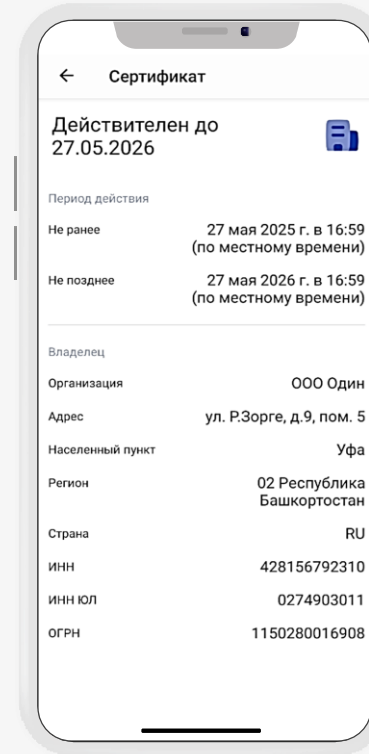 Сертификат
Действителен до
27.05.2026
Период действия
Не ранее
27 мая 2025 г. в 16:59
(по местному времени)
Не позднее
27 мая 2026 г. в 16:59
(по местному времени)
Владелец
Организация
ООО Один
Адрес
ул. Р.Зорге, д.9, пом. 5
Населенный пункт
Уфа
Регион
02 Республика
Башкортостан
Страна
RU
ИНН
428156792310
ИНН ЮЛ
0274903011
ОГРН
1150280016908